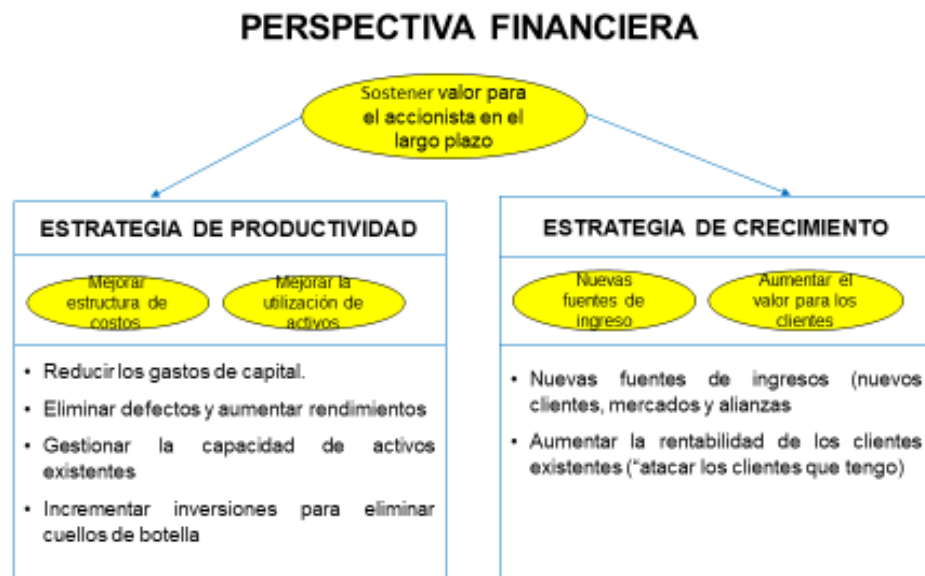 PERSPECTIVA FINANCIERA
Sostener valor para
el accionista en el
largo plazo
ESTRATEGIA DE PRODUCTIVIDAD
Mejorar
estructura de
costos
Mejorar la
utilización de
activos
• Reducir los gastos de capital.
• Eliminar defectos y aumentar rendimientos
• Gestionar la capacidad de activos
existentes
• Incrementar inversiones para eliminar
cuellos de botella
ESTRATEGIA DE CRECIMIENTO
Nuevas
fuentes de
ingreso
Aumentar el
valor para los
clientes
• Nuevas fuentes de ingresos (nuevos
clientes, mercados y alianzas
• Aumentar la rentabilidad de los clientes
existentes (“atacar los clientes que tengo)